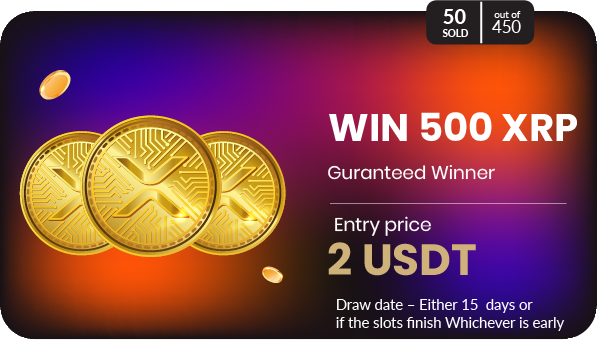 50
SOLD
out of
450
WIN 500 XRP
Guranteed Winner
Entry price
2 USDT
Draw date – Either 15 days or
if the slots finish Whichever is early